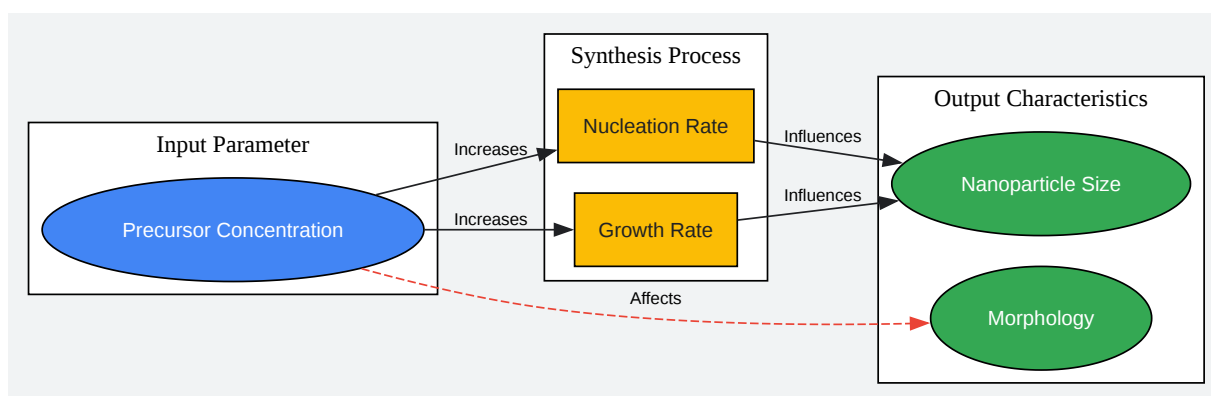 Input Parameter
Precursor Concentration
Increases
Increases
Synthesis Process
Nucleation Rate
Growth Rate
Influences
Influences
Affects
Output Characteristics
Nanoparticle Size
Morphology